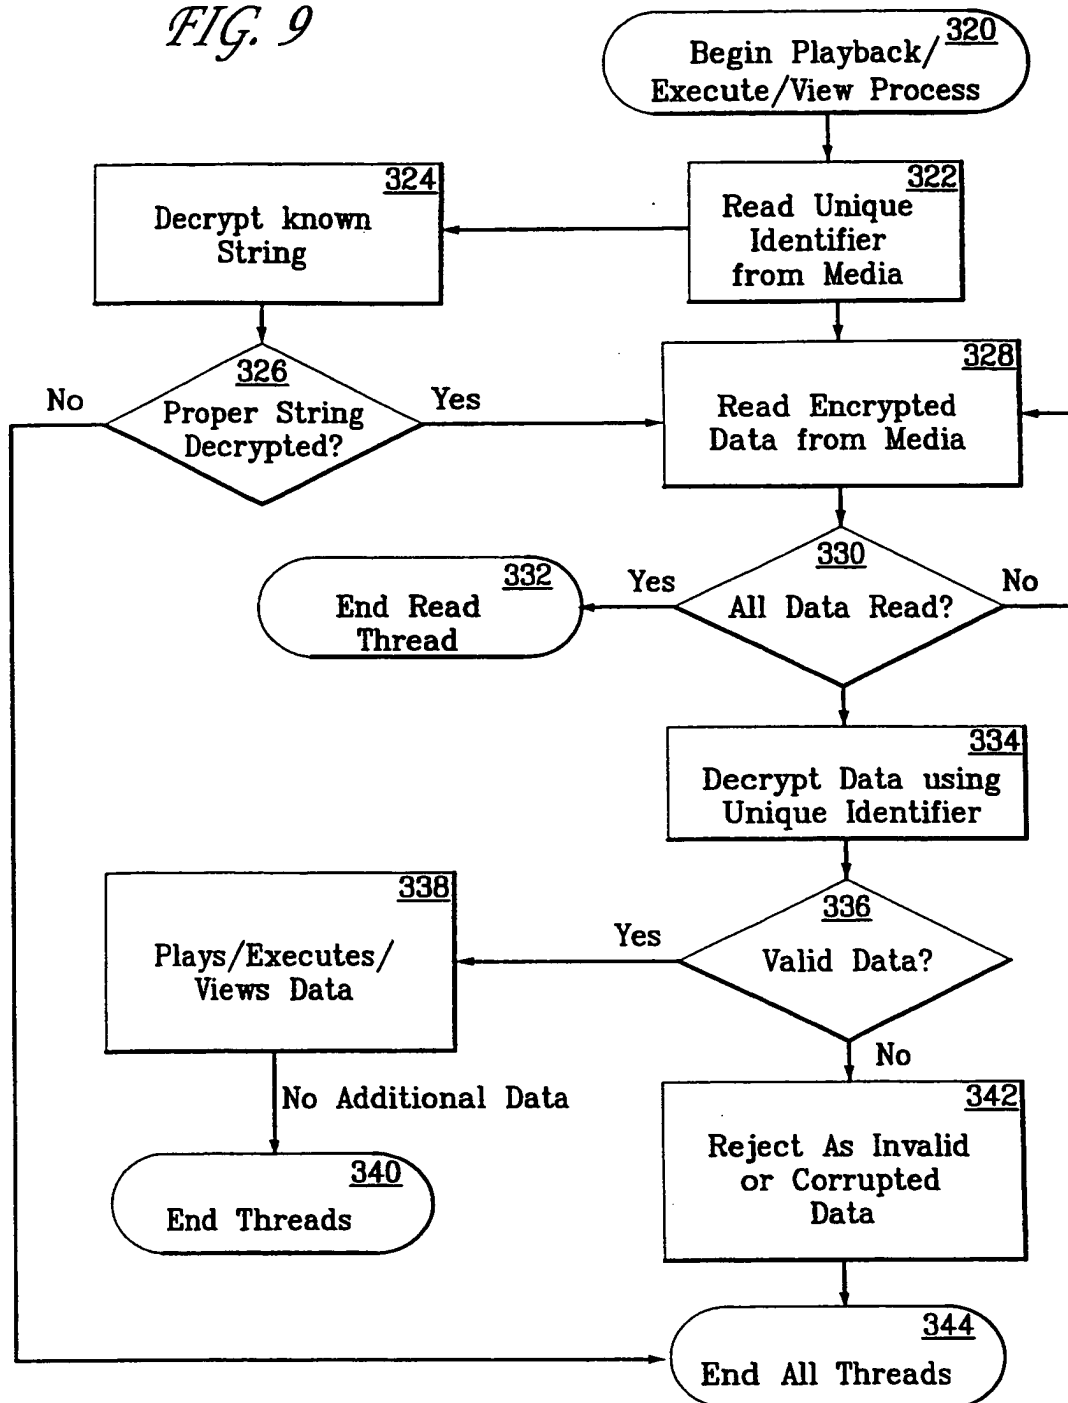 FIG. 9
320
Begin Playback/
Execute/View Process
324
Decrypt known
String
322
Read Unique
Identifier
from Media
326
Proper String
Decrypted?
No
Yes
328
Read Encrypted
Data from Media
330
All Data Read?
Yes
No
332
End Read
Thread
334
Decrypt Data using
Unique Identifier
336
Valid Data?
Yes
No
338
Plays/Executes/
Views Data
No Additional Data
340
End Threads
342
Reject As Invalid
or Corrupted
Data
344
End All Threads